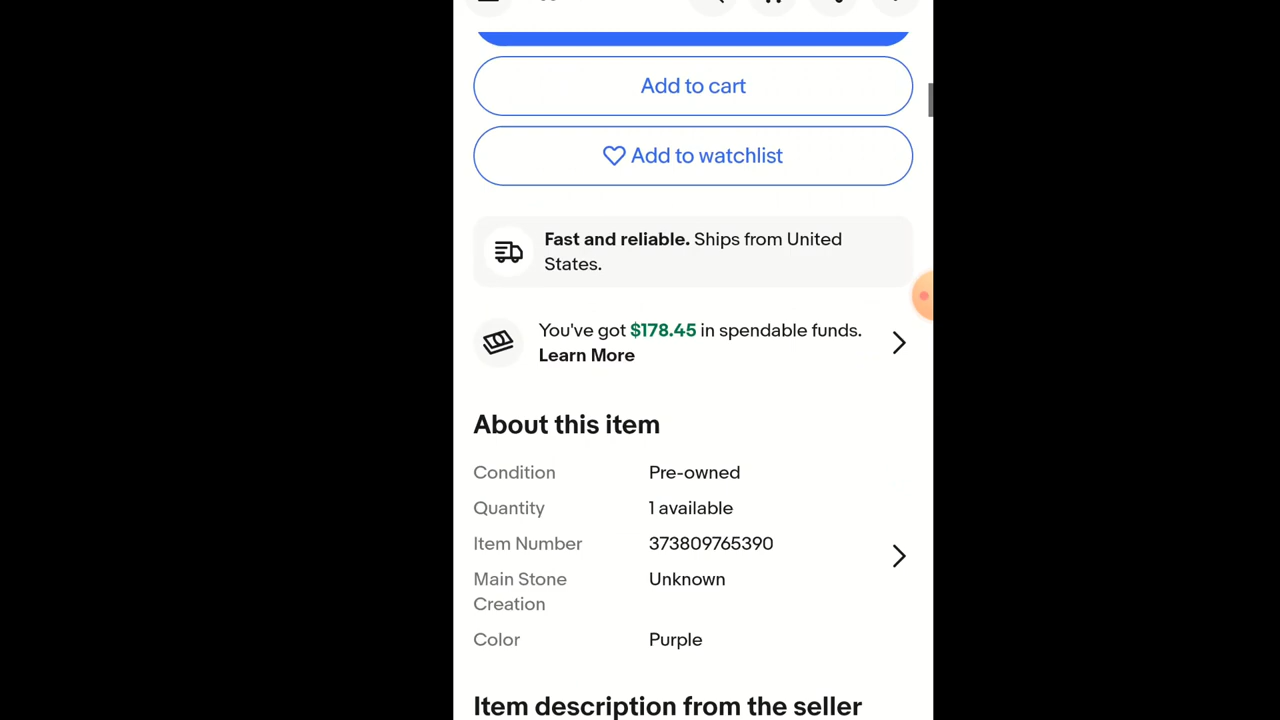 Add to cart
Add to watchlist
Fast and reliable. Ships from United
States.
You've got $178.45 in spendable funds.
Learn More
About this item
Condition Pre-owned
Quantity 1 available
Item Number 373809765390
Main Stone Unknown
Creation
Color Purple
Item description from the seller